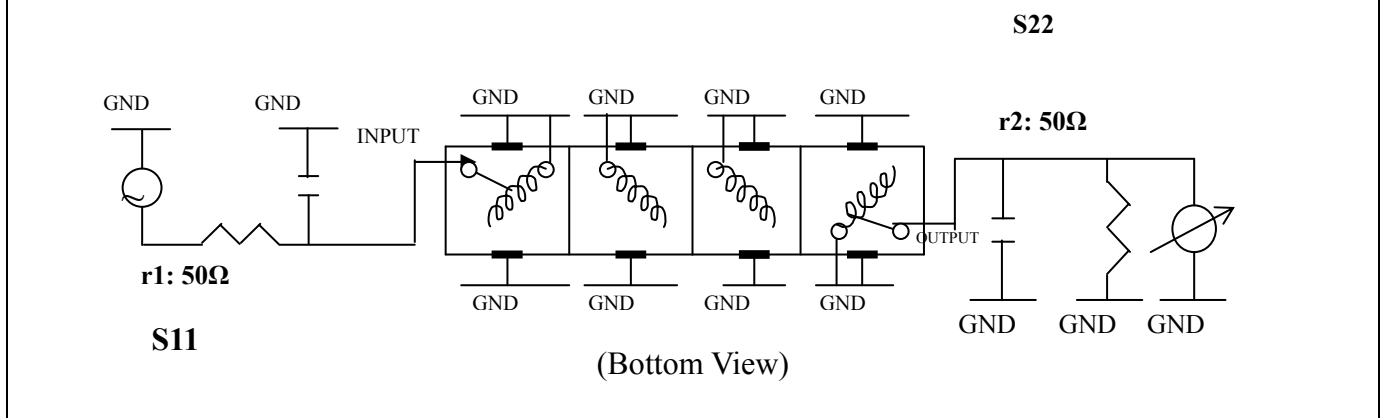 S22
GND GND GND GND
GND GND
r2: 50Ω
INPUT
OUTPUT
r1: 50Ω
GND GND GND GND
GND GND GND
S11
(Bottom View)